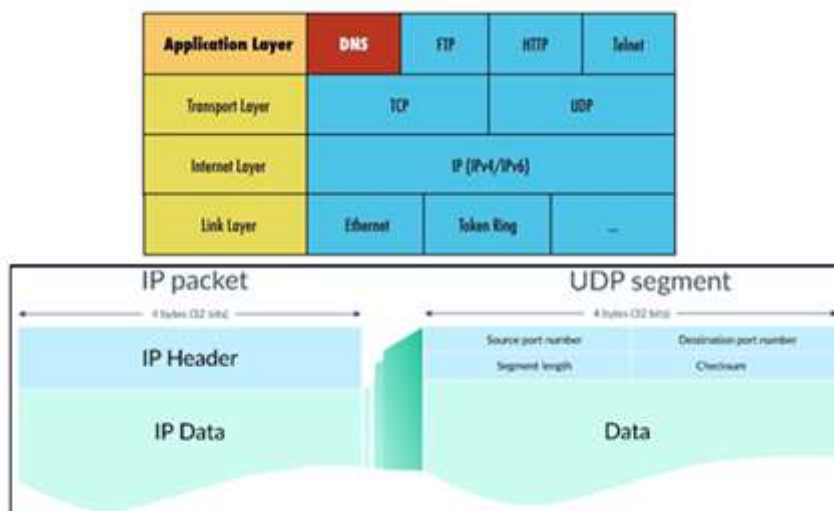 Application Layer DNS FTP HTTP Telnet
Transport Layer TCP UDP
Internet Layer IP (IPv4/IPv6)
Link Layer Ethernet Token Ring ...
IP packet UDP segment
4 bytes (32 bits) 4 bytes (32 bits)
IP Header Source port number Destination port number
Segment length Checksum
IP Data Data